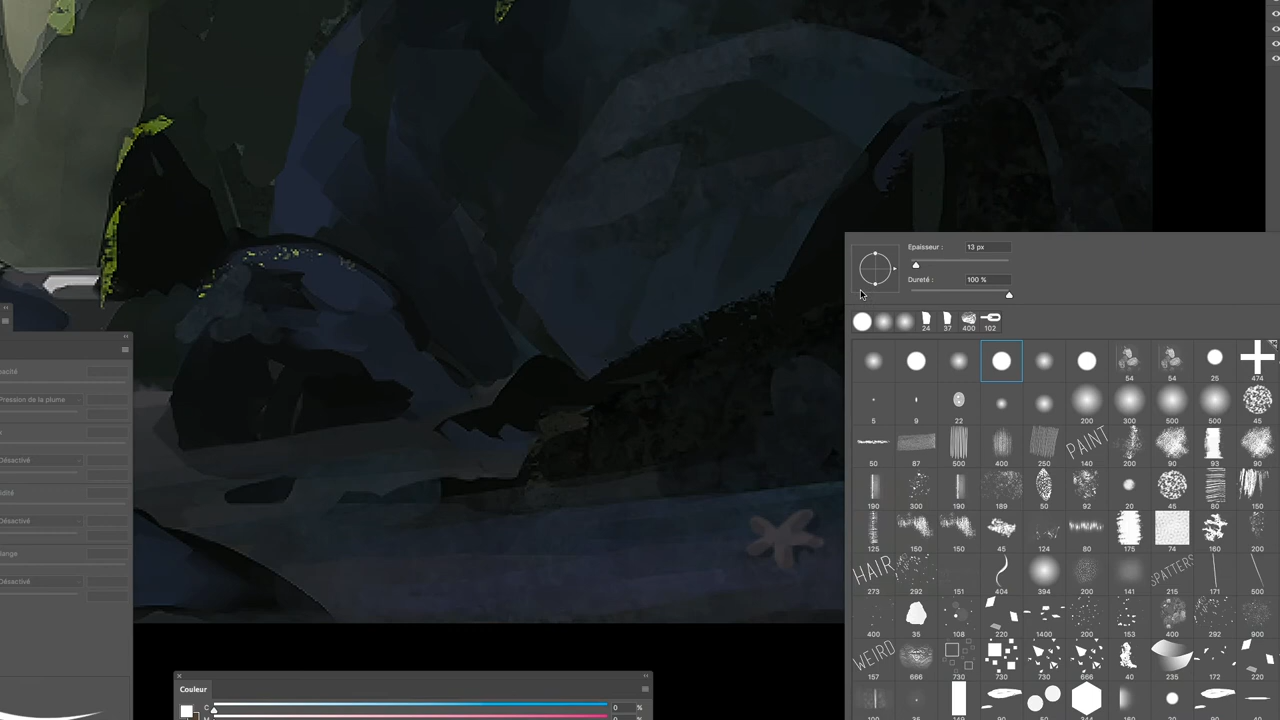 Epaisseur : 13 px
Dureté : 100 %
24 37 400 102
54 54 25 474
5 9 22 200 300 500 500 45
50 87 500 400 250 PAINT 140 200 90 93 90
190 300 190 189 50 92 20 45 80 150
125 150 150 45 124 80 175 74 160 200
HAIR 273 292 151 404 394 200 141 SPATTERS 215 171 500
400 35 108 220 1400 200 153 400 292 900
WEIRD 157 666 730 730 730 644 40 235 172 220
Pression de la plume
Désactivé
Désactivé
Désactivé
Couleur
C 0 %